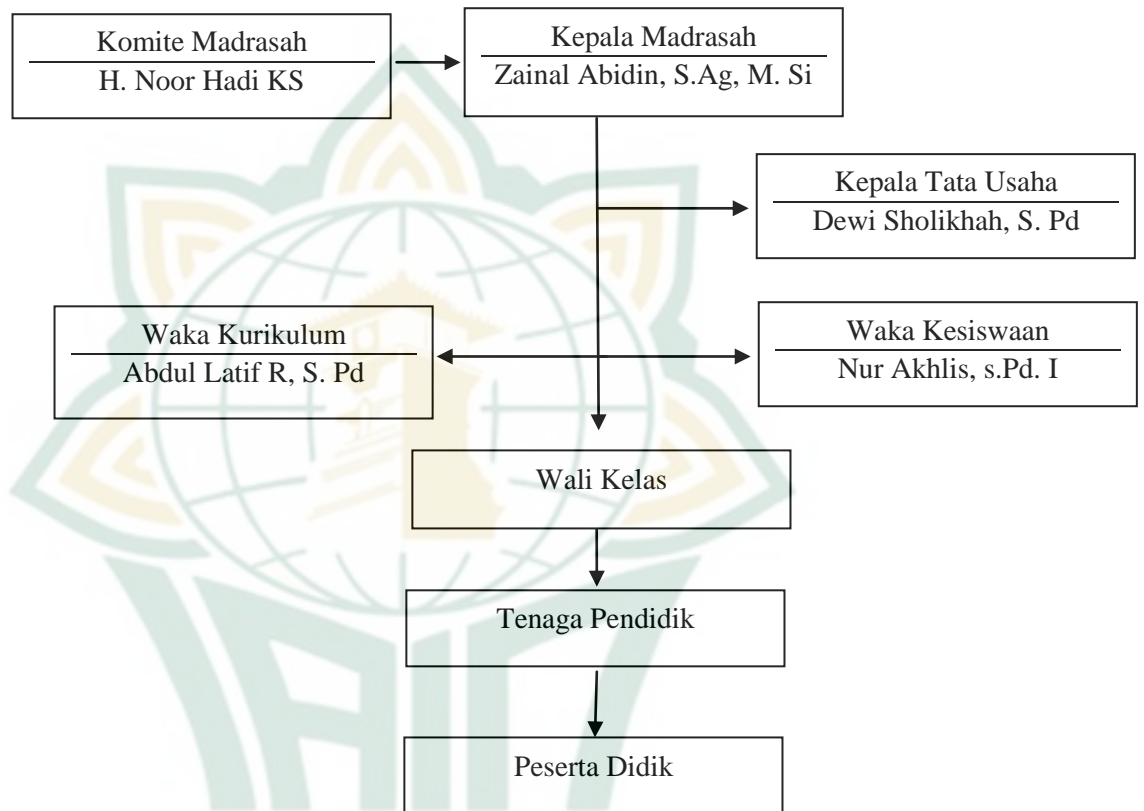 Komite Madrasah
H. Noor Hadi KS
Kepala Madrasah
Zainal Abidin, S.Ag, M. Si
Kepala Tata Usaha
Dewi Sholikhah, S. Pd
Waka Kurikulum
Abdul Latif R, S. Pd
Waka Kesiswaan
Nur Akhlis, s.Pd. I
Wali Kelas
Tenaga Pendidik
Peserta Didik